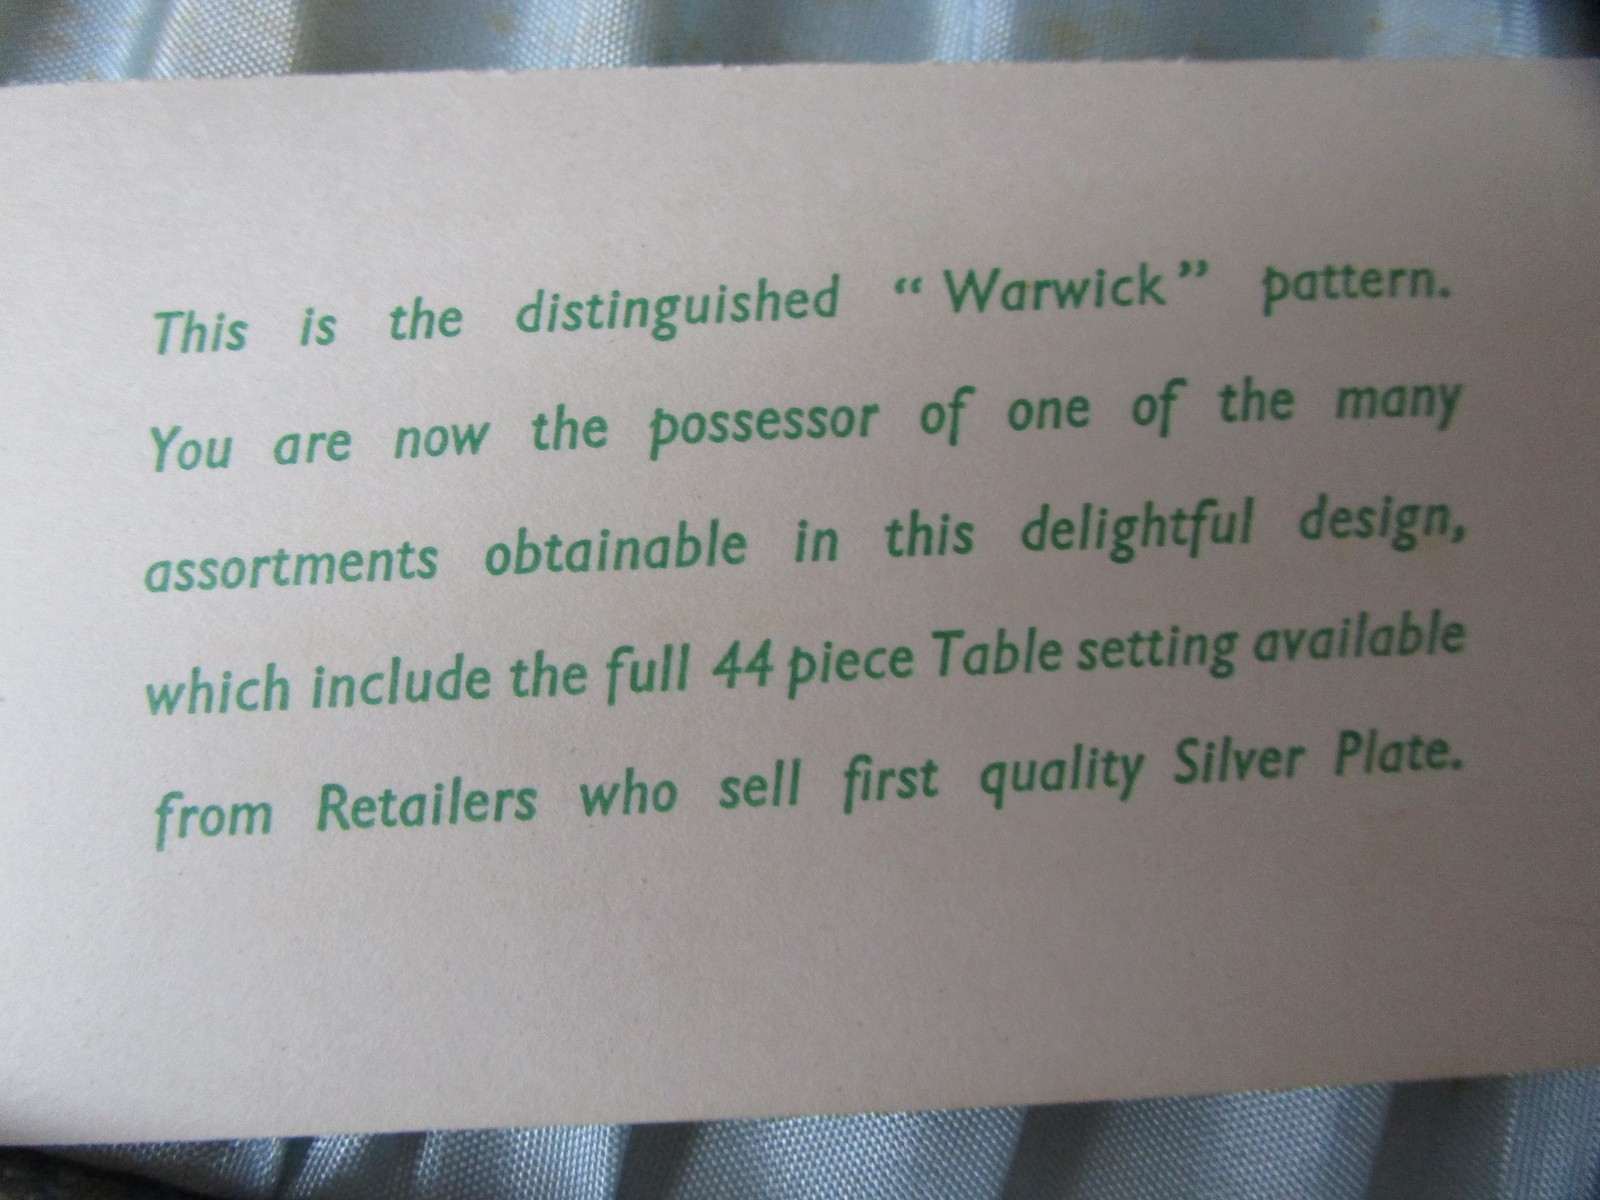 This is the distinguished “Warwick” pattern.
You are now the possessor of one of the many
assortments obtainable in this delightful design,
which include the full 44 piece Table setting available
from Retailers who sell first quality Silver Plate.